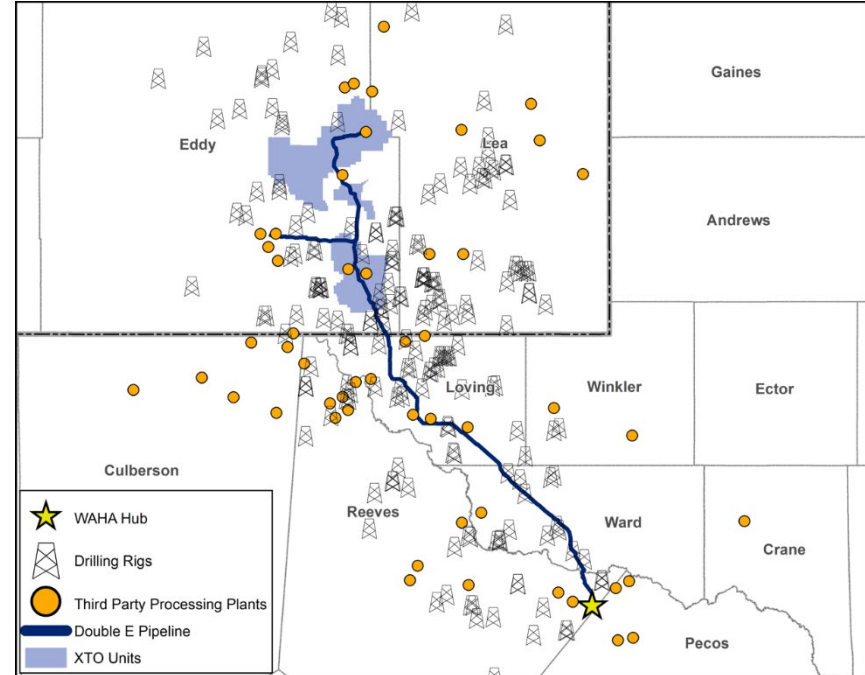 Gaines
Eddy
Lea
Andrews
Loving
Winkler
Ector
Culberson
Reeves
Ward
Crane
Pecos
WAHA Hub
Drilling Rigs
Third Party Processing Plants
Double E Pipeline
XTO Units